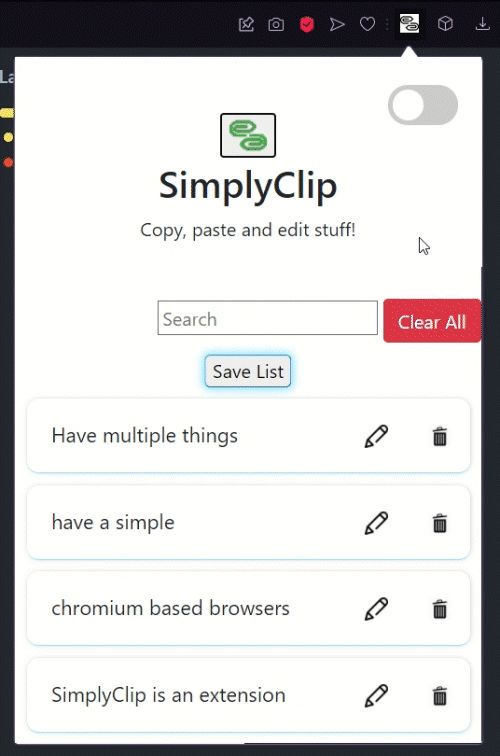 La
SimplyClip
Copy, paste and edit stuff!
Search
Clear All
Save List
Have multiple things
have a simple
chromium based browsers
SimplyClip is an extension